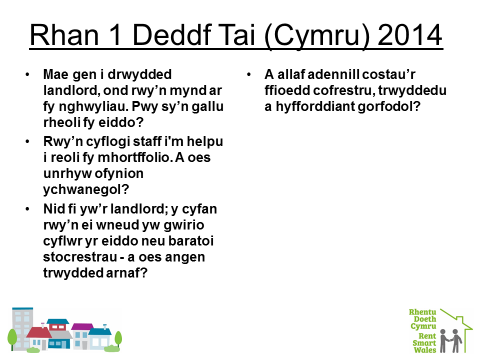 Rhan 1 Deddf Tai (Cymru) 2014
• Mae gen i drwydded
landlord, ond rwy'n mynd ar
fy nghwyliau. Pwy sy'n gallu
rheoli fy eiddo?
• Rwy'n cyflogi staff i'm helpu
i reoli fy mhortffolio. A oes
unrhyw ofynion
ychwanegol?
• Nid fi yw'r landlord; y cyfan
rwy'n ei wneud yw gwirio
cyflwr yr eiddo neu baratoi
stocrestrau - a oes angen
trwydded arnaf?
• A allaf adennill costau'r
ffioedd cofrestru, trwyddedu
a hyfforddiant gorfodol?
Rhentu
Doeth
Cymru
Rent
Smart
Wales